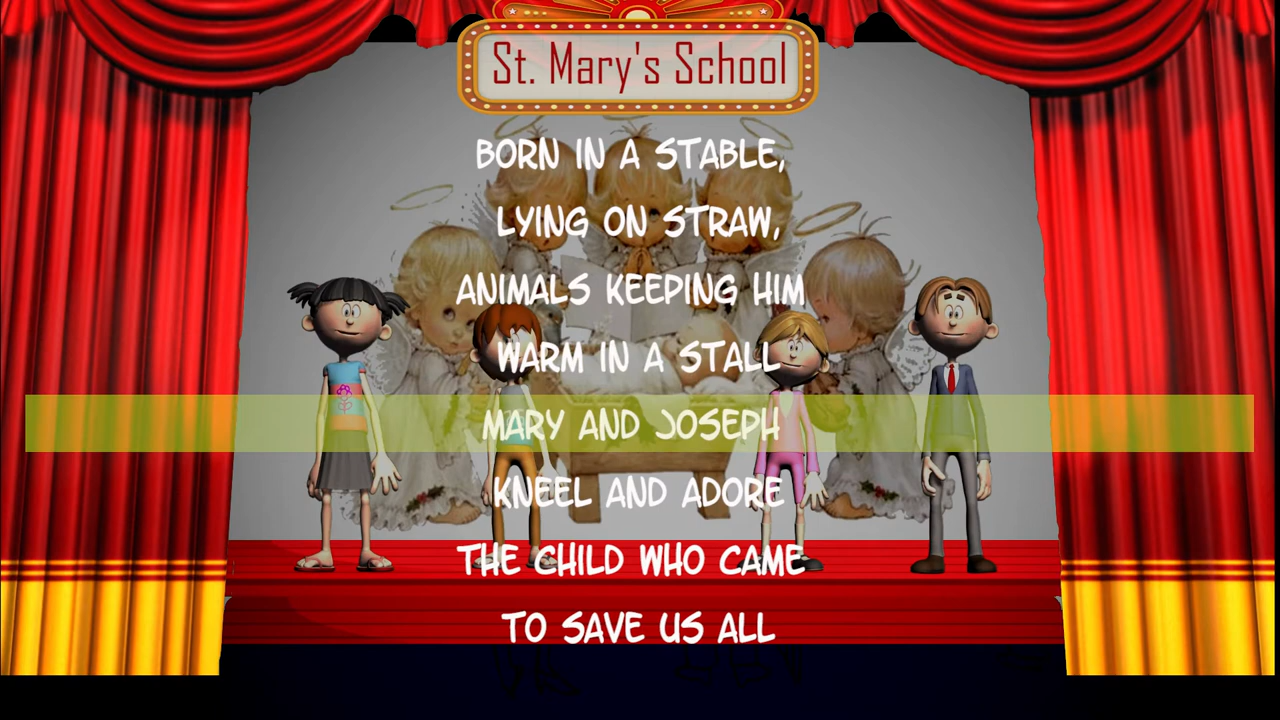 St. Mary's School
BORN IN A STABLE,
LYING ON STRAW,
ANIMALS KEEPING HIM
WARM IN A STALL
MARY AND JOSEPH
KNEEL AND ADORE
THE CHILD WHO CAME
TO SAVE US ALL